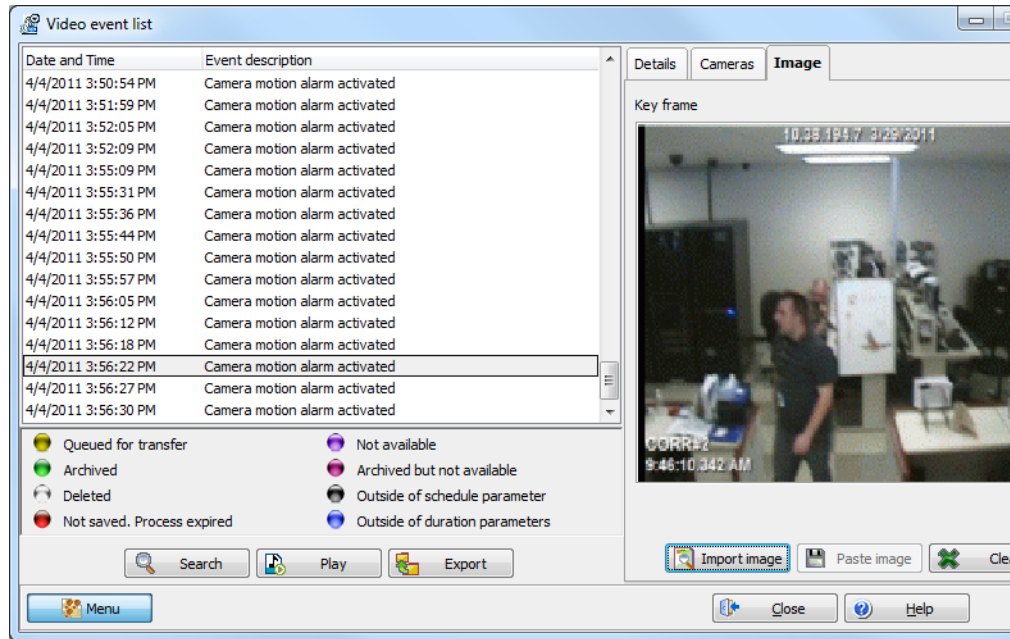 Video event list
Date and Time Event description
4/4/2011 3:50:54 PM Camera motion alarm activated
4/4/2011 3:51:59 PM Camera motion alarm activated
4/4/2011 3:52:05 PM Camera motion alarm activated
4/4/2011 3:52:09 PM Camera motion alarm activated
4/4/2011 3:55:09 PM Camera motion alarm activated
4/4/2011 3:55:31 PM Camera motion alarm activated
4/4/2011 3:55:36 PM Camera motion alarm activated
4/4/2011 3:55:44 PM Camera motion alarm activated
4/4/2011 3:55:50 PM Camera motion alarm activated
4/4/2011 3:55:57 PM Camera motion alarm activated
4/4/2011 3:56:05 PM Camera motion alarm activated
4/4/2011 3:56:12 PM Camera motion alarm activated
4/4/2011 3:56:18 PM Camera motion alarm activated
4/4/2011 3:56:22 PM Camera motion alarm activated
4/4/2011 3:56:27 PM Camera motion alarm activated
4/4/2011 3:56:30 PM Camera motion alarm activated
Queued for transfer Not available
Archived Archived but not available
Deleted Outside of schedule parameter
Not saved. Process expired Outside of duration parameters
Search Play Export
Menu
Details Cameras Image
Key frame
10.38.194.7 3/29/2011
CORR#2
9:46:10.342 AM
Import image Paste image Clea
Close Help